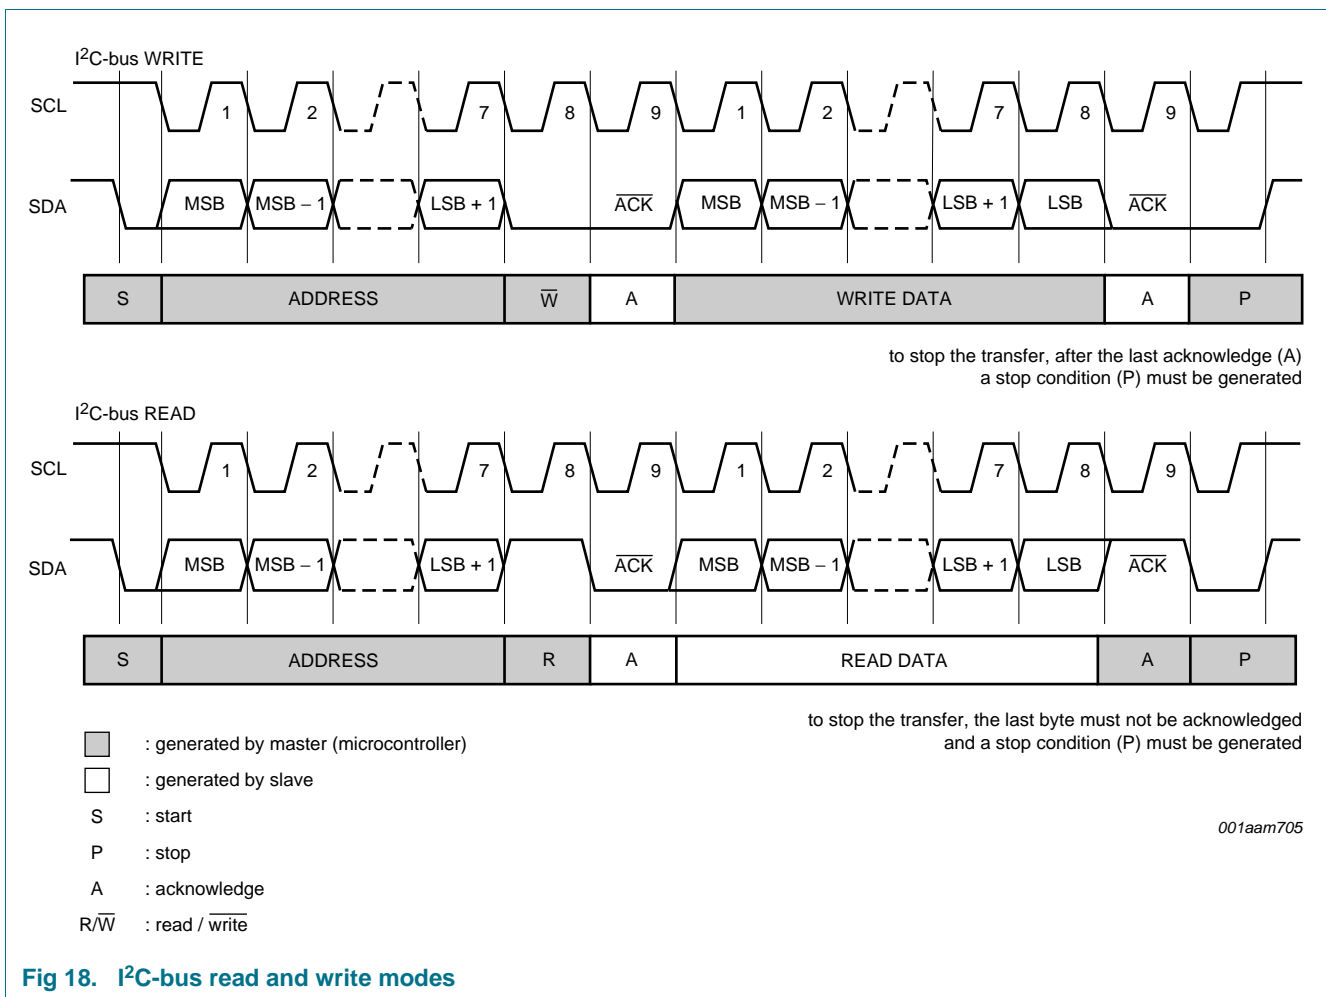 I²C-bus WRITE
SCL 1 2 7 8 9 1 2 7 8 9
SDA MSB MSB − 1 LSB + 1 A̅C̅K̅ MSB MSB − 1 LSB + 1 LSB A̅C̅K̅
S ADDRESS W̅ A WRITE DATA A P
to stop the transfer, after the last acknowledge (A)
a stop condition (P) must be generated
I²C-bus READ
SCL 1 2 7 8 9 1 2 7 8 9
SDA MSB MSB − 1 LSB + 1 A̅C̅K̅ MSB MSB − 1 LSB + 1 LSB A̅C̅K̅
S ADDRESS R A READ DATA A P
to stop the transfer, the last byte must not be acknowledged
and a stop condition (P) must be generated
: generated by master (microcontroller)
: generated by slave
S : start
P : stop
A : acknowledge
R/W̅ : read / w̅r̅i̅t̅e̅
001aam705
Fig 18. I²C-bus read and write modes